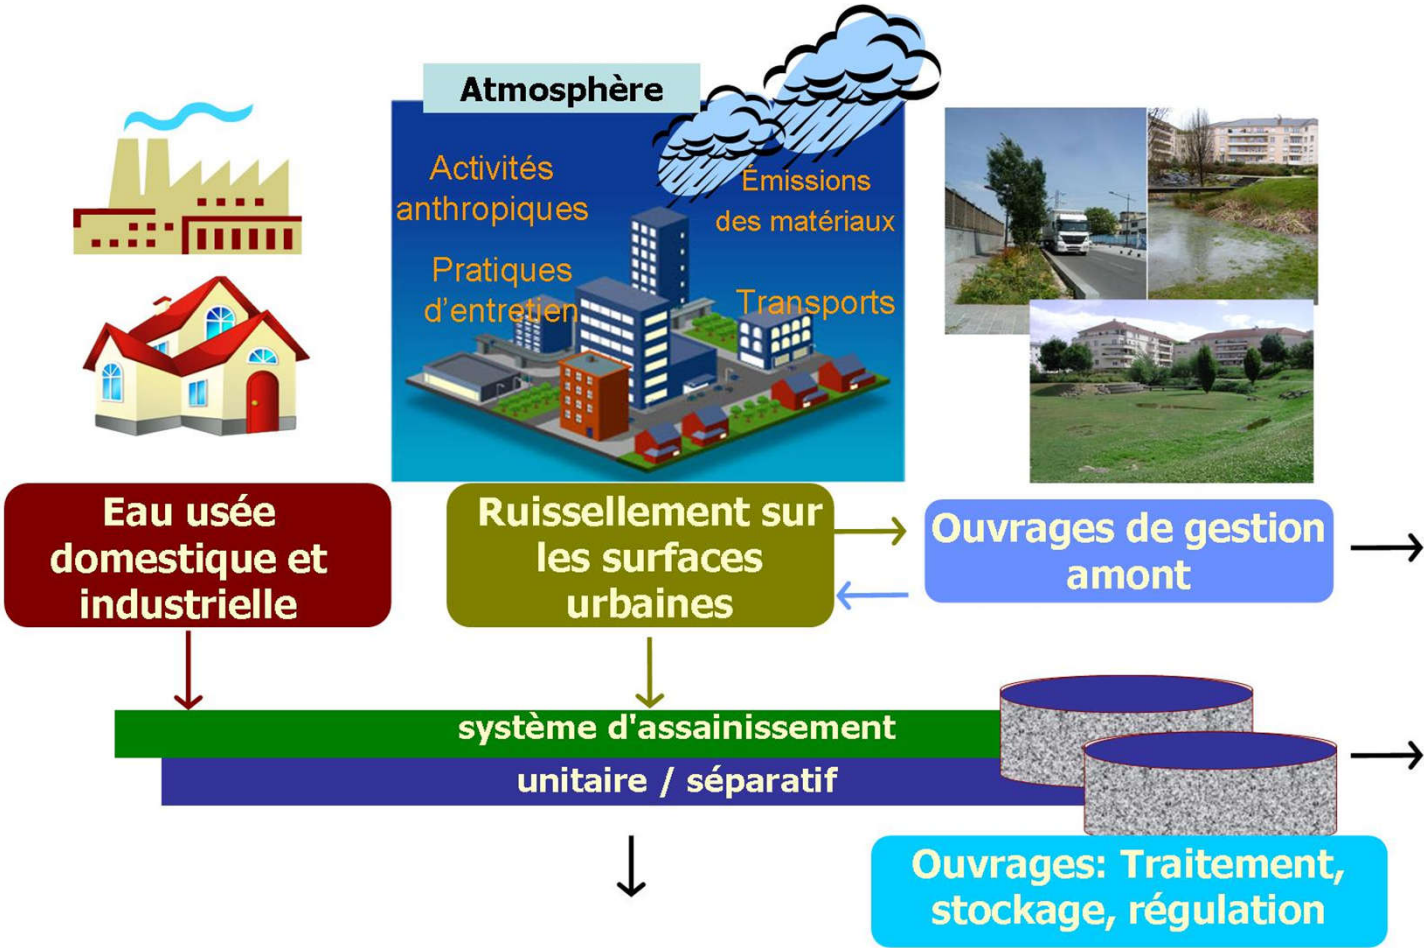 Atmosphère
Activités
anthropiques
Émissions
des matériaux
Pratiques
d'entretien
Transports
Eau usée
domestique et
industrielle
Ruissellement sur
les surfaces
urbaines
Ouvrages de gestion
amont
système d'assainissement
unitaire / séparatif
Ouvrages: Traitement,
stockage, régulation